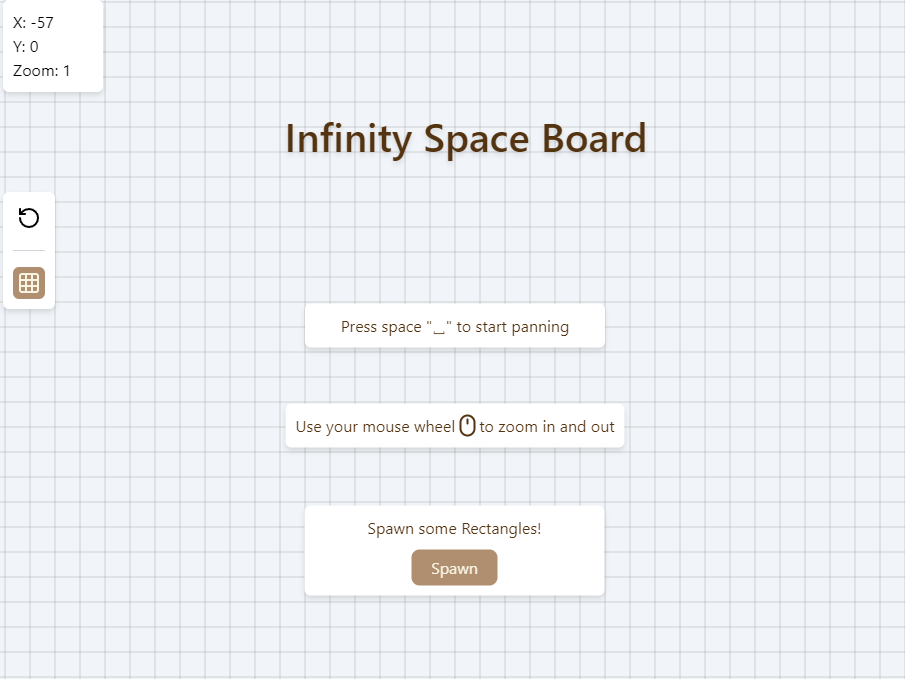 X: -57
Y: 0
Zoom: 1
Infinity Space Board
Press space "⎵" to start panning
Use your mouse wheel to zoom in and out
Spawn some Rectangles!
Spawn